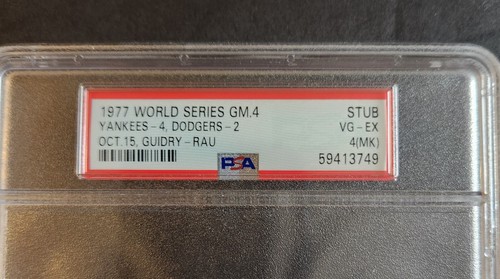 1977 WORLD SERIES GM.4 STUB
YANKEES-4, DODGERS-2 VG-EX
OCT.15, GUIDRY-RAU 4(MK)
PSA 59413749